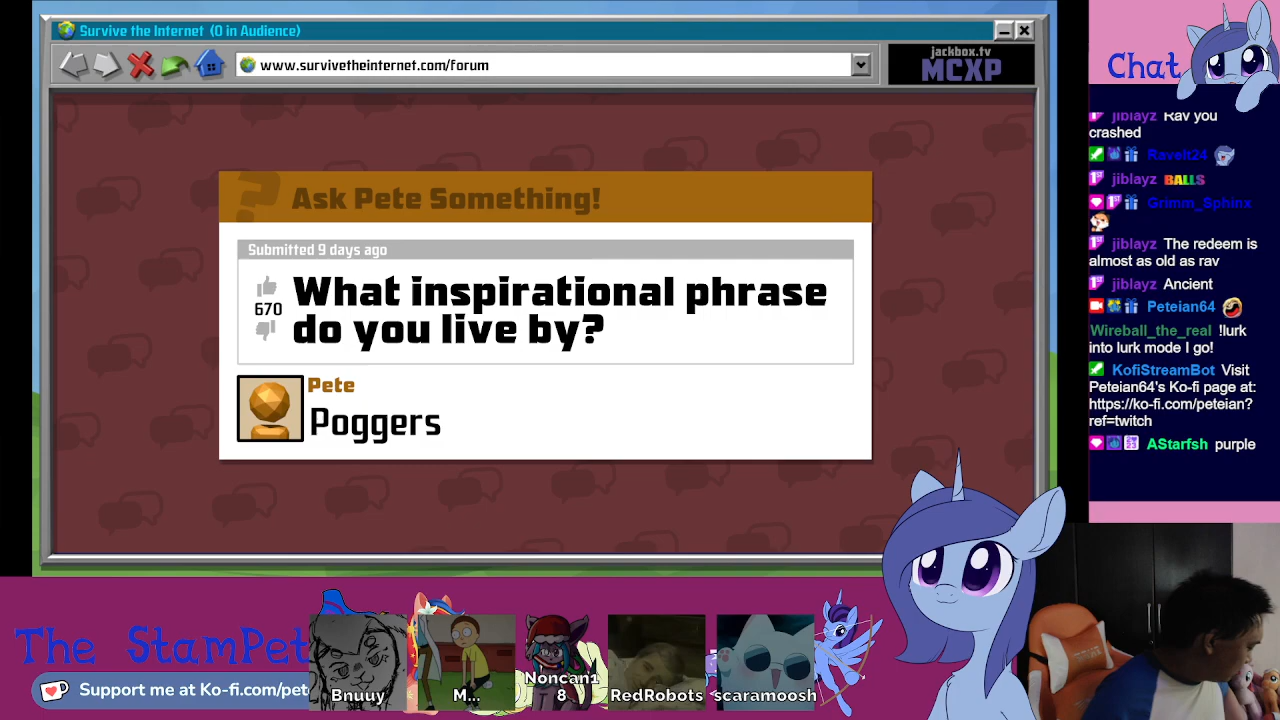 Survive the Internet (0 in Audience)
www.survivetheinternet.com/forum
jackbox.tv
MCXP
Ask Pete Something!
Submitted 9 days ago
670
What inspirational phrase
do you live by?
Pete
Poggers
Chat
jiblayz Rav you
crashed
RaveIt24
jiblayz BALLS
Grimm_Sphinx
jiblayz The redeem is
almost as old as rav
jiblayz Ancient
Peteian64
Wireball_the_real !lurk
into lurk mode I go!
KofiStreamBot Visit
Peteian64's Ko-fi page at:
https://ko-fi.com/peteian?
ref=twitch
AStarfsh purple
The StamPet
Support me at Ko-fi.com/pet
Bnuuy
M...
Noncan1
8
RedRobots
scaramoosh